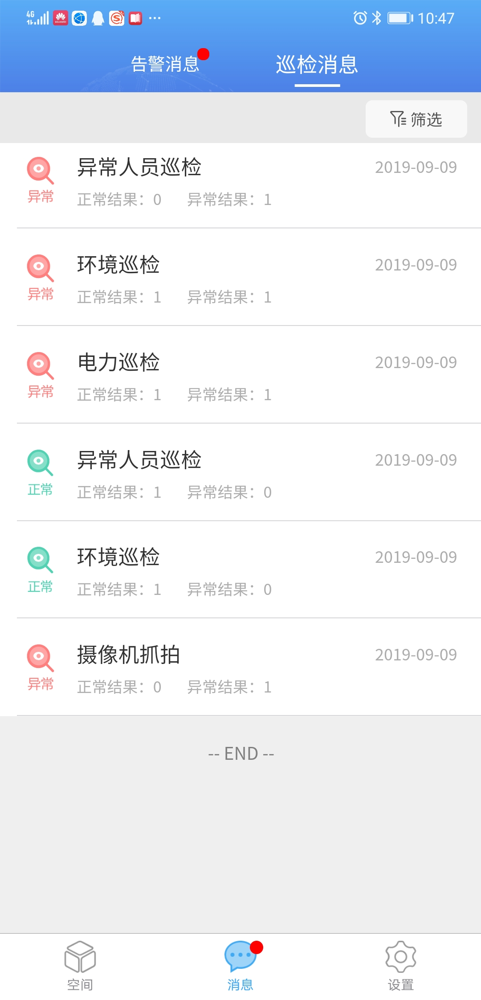 4G HUAWEI 10:47
告警消息 巡检消息
筛选
异常人员巡检 2019-09-09
异常 正常结果：0 异常结果：1
环境巡检 2019-09-09
异常 正常结果：1 异常结果：1
电力巡检 2019-09-09
异常 正常结果：1 异常结果：1
异常人员巡检 2019-09-09
正常 正常结果：1 异常结果：0
环境巡检 2019-09-09
正常 正常结果：1 异常结果：0
摄像机抓拍 2019-09-09
异常 正常结果：0 异常结果：1
-- END --
空间 消息 设置